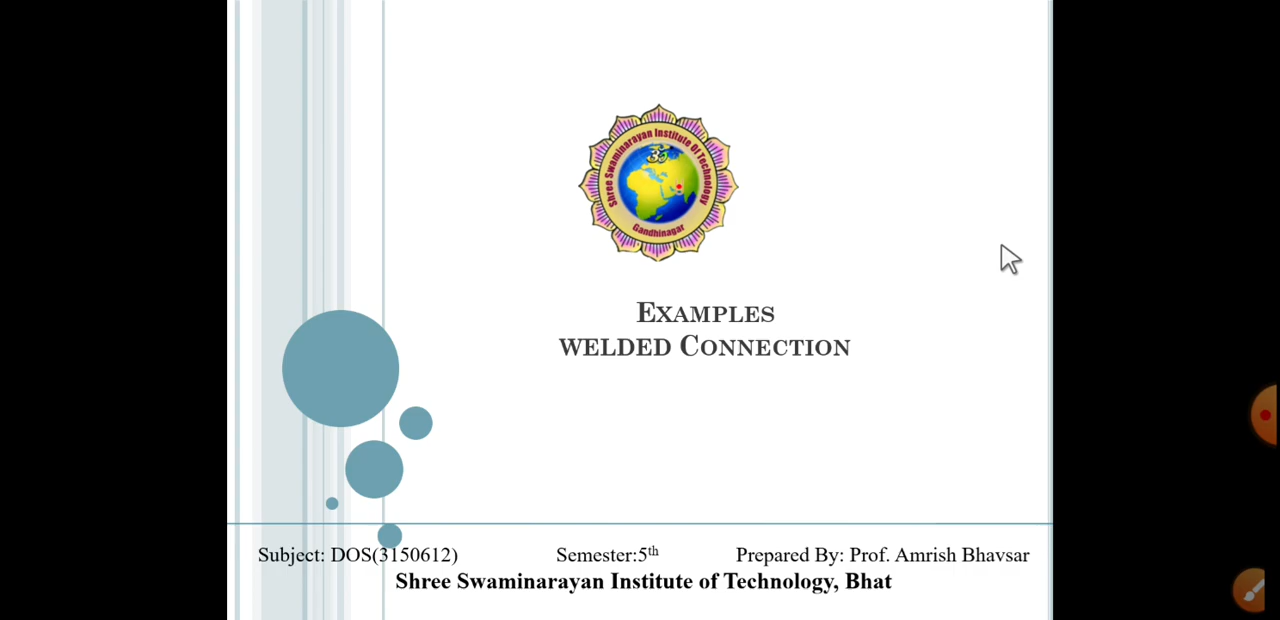 Shree Swaminarayan Institute Of Technology
ॐ
Gandhinagar
EXAMPLES
WELDED CONNECTION
Subject: DOS(3150612) Semester:5th Prepared By: Prof. Amrish Bhavsar
Shree Swaminarayan Institute of Technology, Bhat